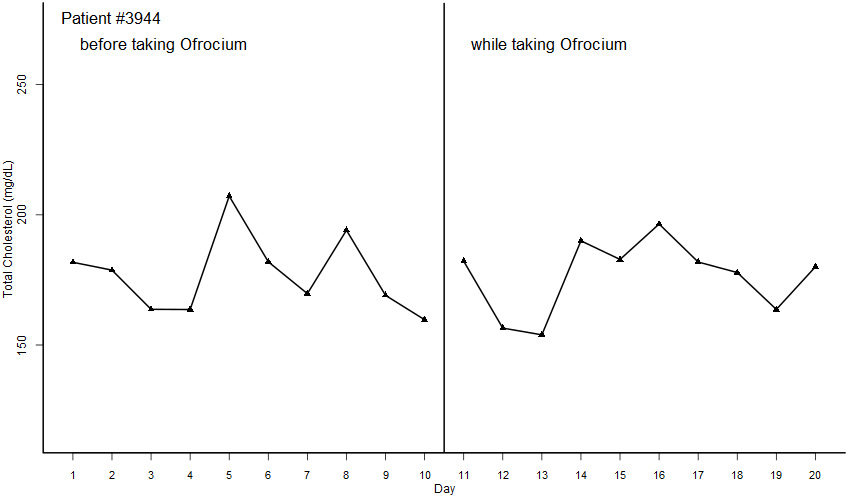 Patient #3944
before taking Ofrocium
while taking Ofrocium
Total Cholesterol (mg/dL)
250
200
150
1 2 3 4 5 6 7 8 9 10 11 12 13 14 15 16 17 18 19 20
Day